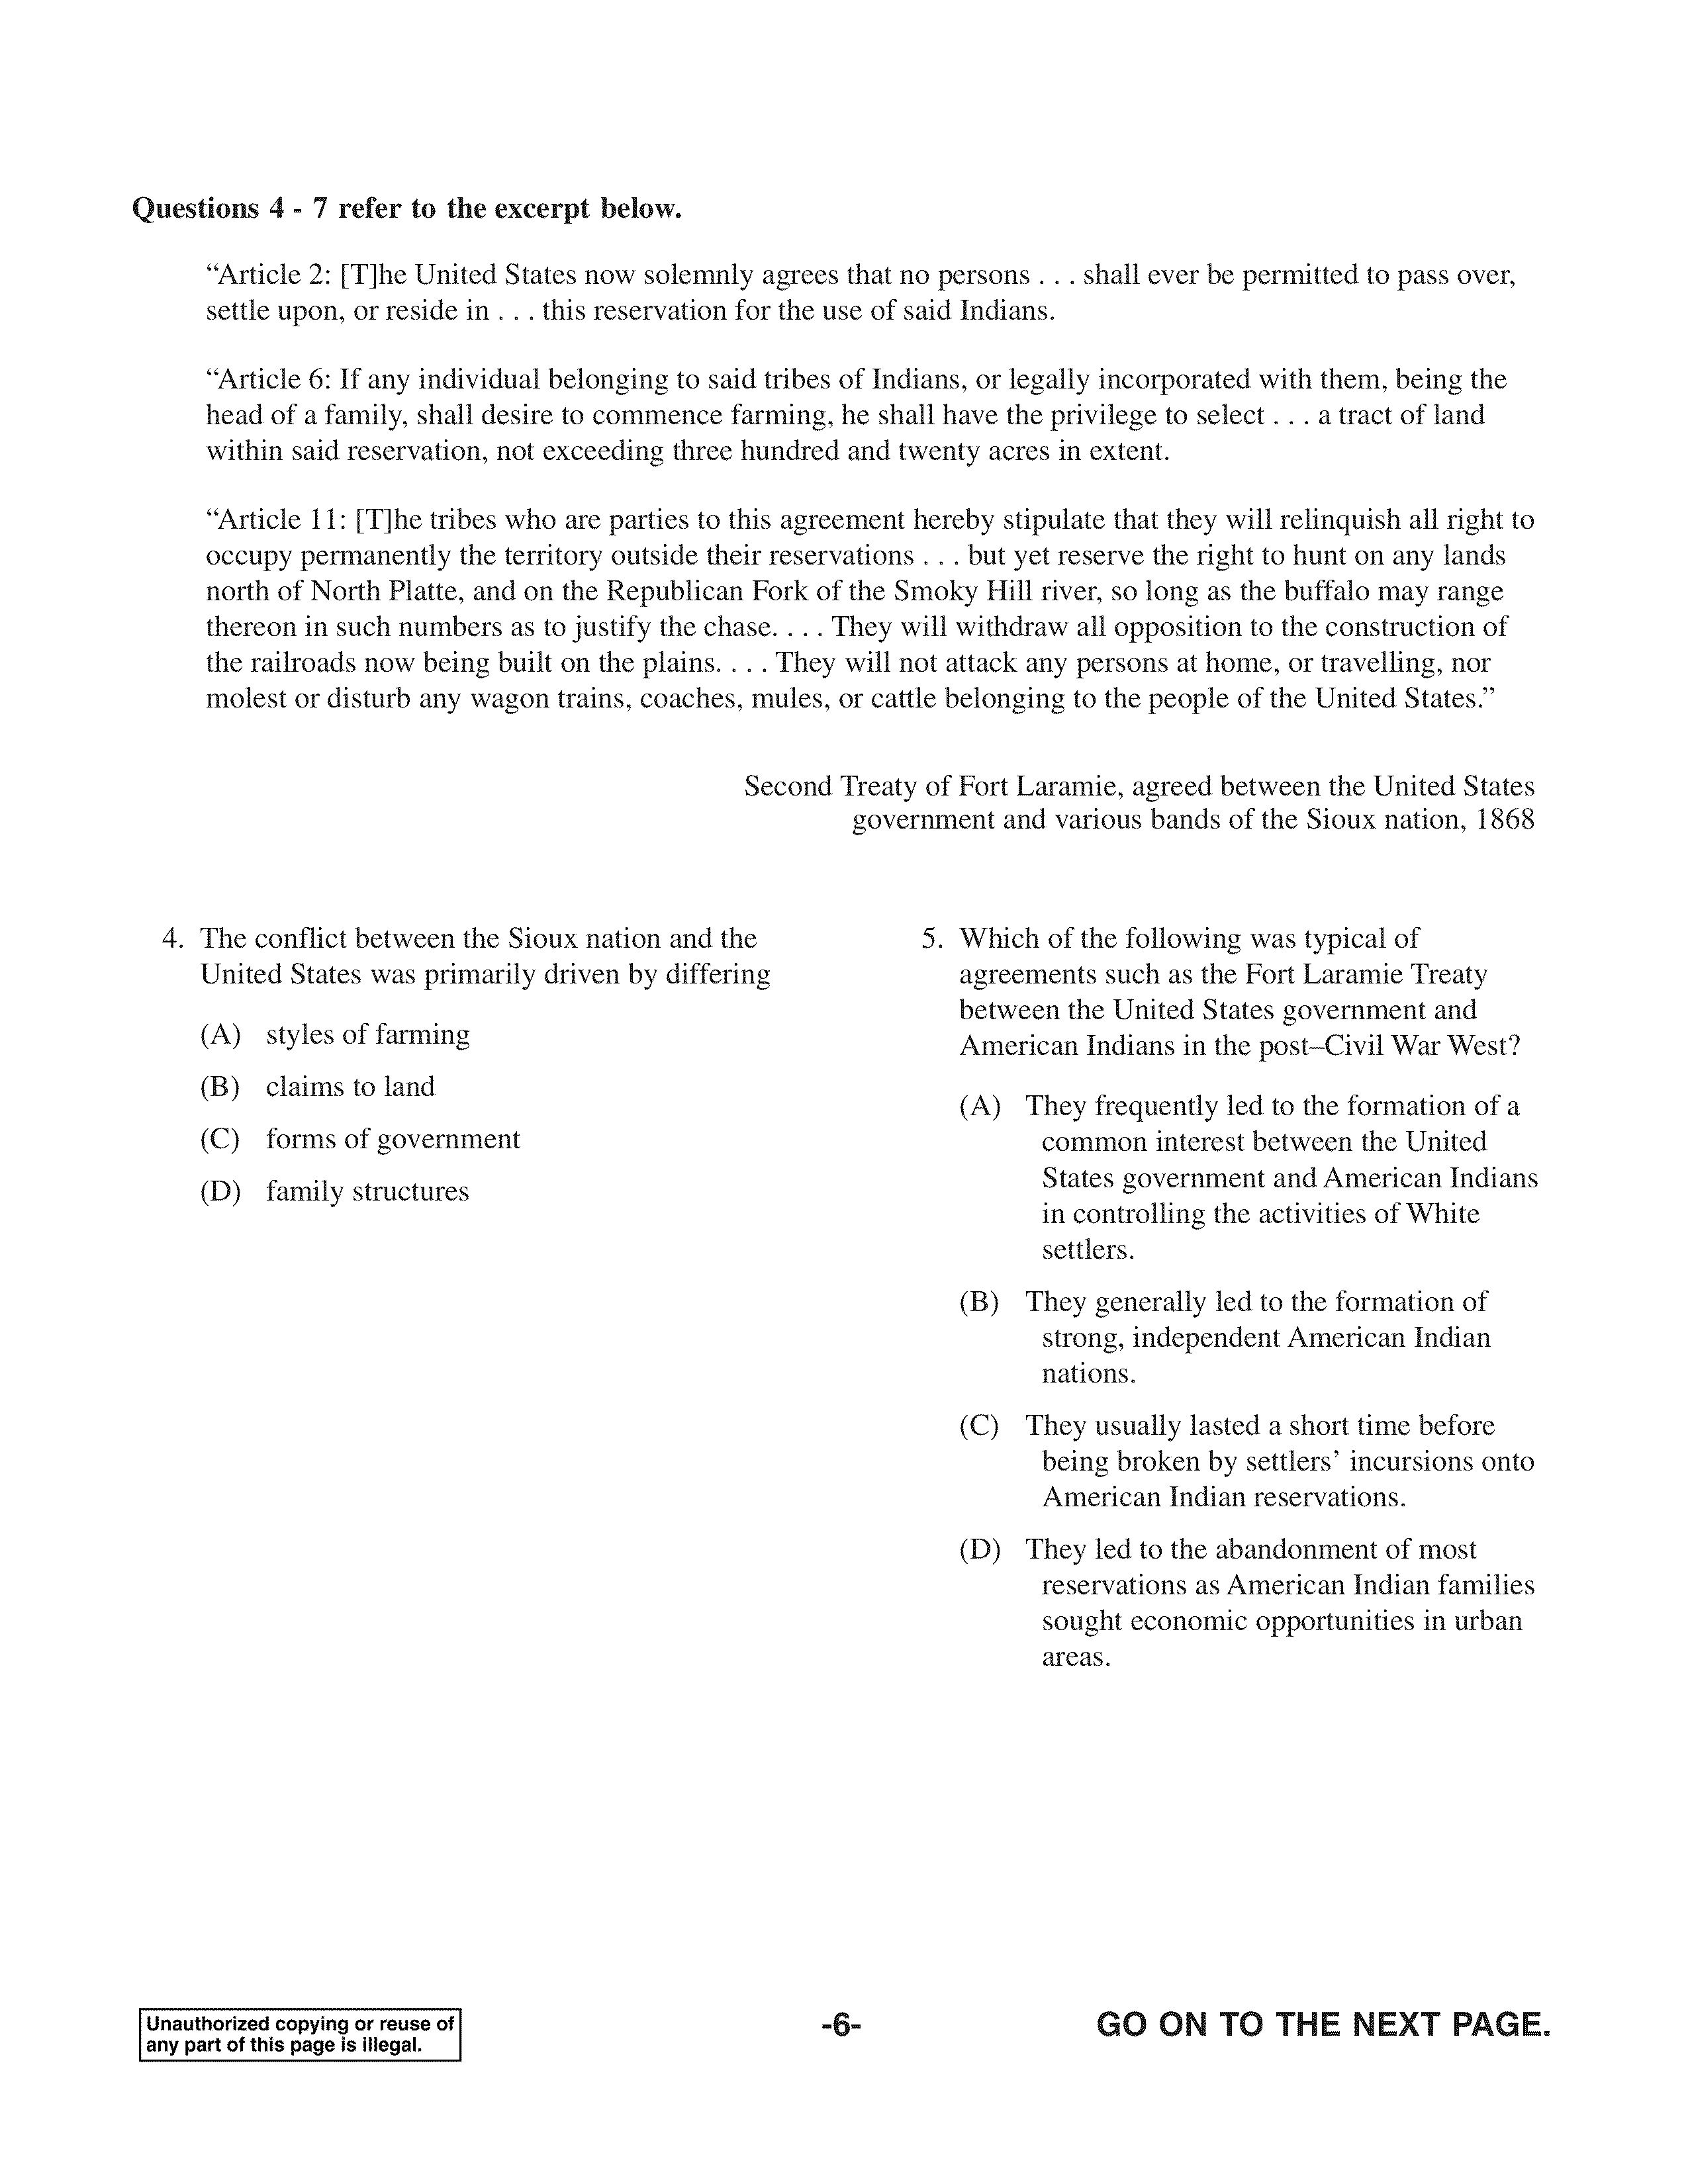 Questions 4 - 7 refer to the excerpt below.
“Article 2: [T]he United States now solemnly agrees that no persons . . . shall ever be permitted to pass over,
settle upon, or reside in . . . this reservation for the use of said Indians.
“Article 6: If any individual belonging to said tribes of Indians, or legally incorporated with them, being the
head of a family, shall desire to commence farming, he shall have the privilege to select . . . a tract of land
within said reservation, not exceeding three hundred and twenty acres in extent.
“Article 11: [T]he tribes who are parties to this agreement hereby stipulate that they will relinquish all right to
occupy permanently the territory outside their reservations . . . but yet reserve the right to hunt on any lands
north of North Platte, and on the Republican Fork of the Smoky Hill river, so long as the buffalo may range
thereon in such numbers as to justify the chase. . . . They will withdraw all opposition to the construction of
the railroads now being built on the plains. . . . They will not attack any persons at home, or travelling, nor
molest or disturb any wagon trains, coaches, mules, or cattle belonging to the people of the United States.”
Second Treaty of Fort Laramie, agreed between the United States
government and various bands of the Sioux nation, 1868
4. The conflict between the Sioux nation and the
United States was primarily driven by differing
(A) styles of farming
(B) claims to land
(C) forms of government
(D) family structures
5. Which of the following was typical of
agreements such as the Fort Laramie Treaty
between the United States government and
American Indians in the post–Civil War West?
(A) They frequently led to the formation of a
common interest between the United
States government and American Indians
in controlling the activities of White
settlers.
(B) They generally led to the formation of
strong, independent American Indian
nations.
(C) They usually lasted a short time before
being broken by settlers’ incursions onto
American Indian reservations.
(D) They led to the abandonment of most
reservations as American Indian families
sought economic opportunities in urban
areas.
Unauthorized copying or reuse of
any part of this page is illegal.
-6-
GO ON TO THE NEXT PAGE.